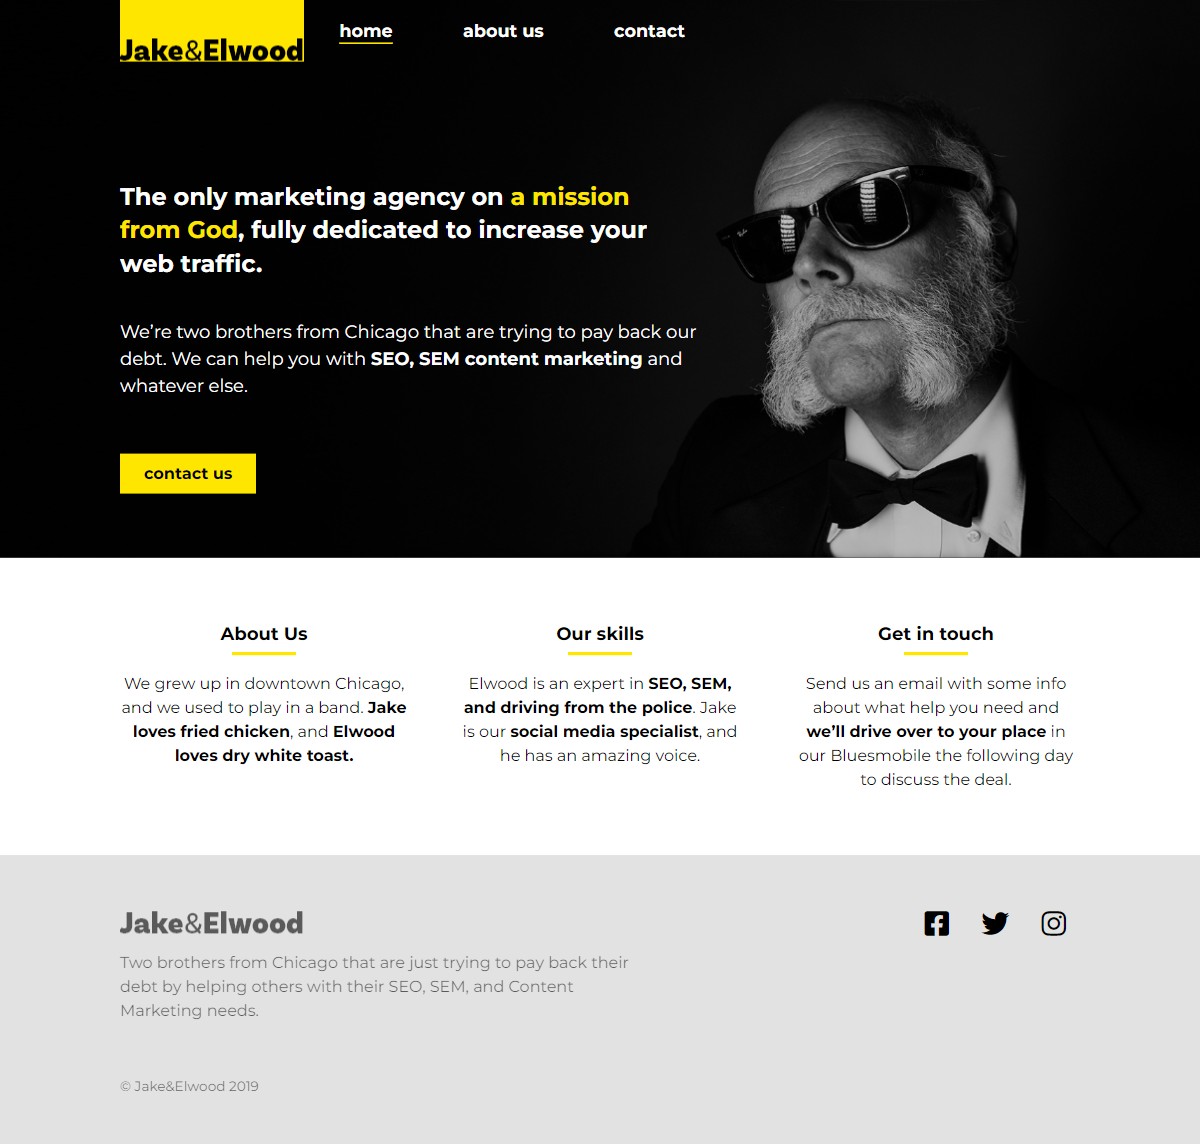 Jake&Elwood
home about us contact
The only marketing agency on a mission
from God, fully dedicated to increase your
web traffic.
We’re two brothers from Chicago that are trying to pay back our
debt. We can help you with SEO, SEM content marketing and
whatever else.
contact us
Ray-Ban
About Us
We grew up in downtown Chicago,
and we used to play in a band. Jake
loves fried chicken, and Elwood
loves dry white toast.
Our skills
Elwood is an expert in SEO, SEM,
and driving from the police. Jake
is our social media specialist, and
he has an amazing voice.
Get in touch
Send us an email with some info
about what help you need and
we’ll drive over to your place in
our Bluesmobile the following day
to discuss the deal.
Jake&Elwood
Two brothers from Chicago that are just trying to pay back their
debt by helping others with their SEO, SEM, and Content
Marketing needs.
© Jake&Elwood 2019